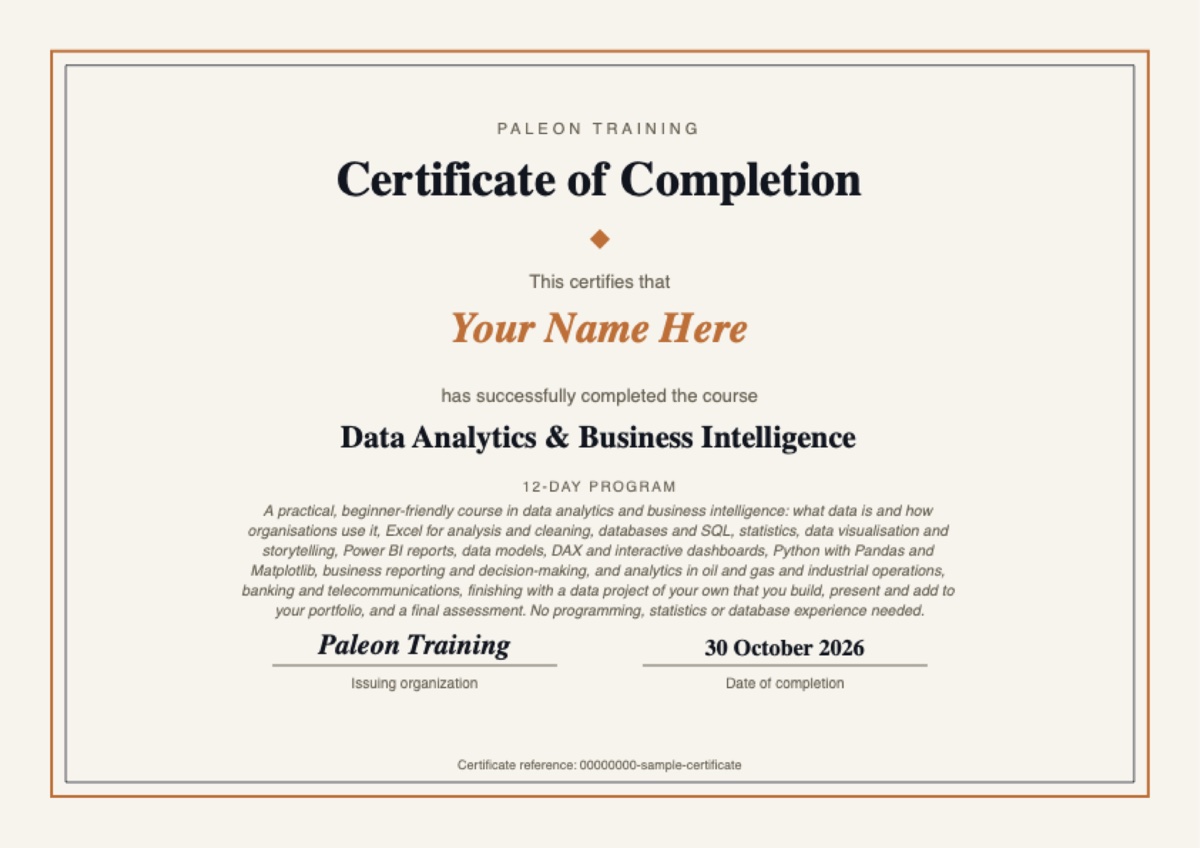 PALEON TRAINING
Certificate of Completion
This certifies that
Your Name Here
has successfully completed the course
Data Analytics & Business Intelligence
12-DAY PROGRAM
A practical, beginner-friendly course in data analytics and business intelligence: what data is and how
organisations use it, Excel for analysis and cleaning, databases and SQL, statistics, data visualisation and
storytelling, Power BI reports, data models, DAX and interactive dashboards, Python with Pandas and
Matplotlib, business reporting and decision-making, and analytics in oil and gas and industrial operations,
banking and telecommunications, finishing with a data project of your own that you build, present and add to
your portfolio, and a final assessment. No programming, statistics or database experience needed.
Paleon Training
Issuing organization
30 October 2026
Date of completion
Certificate reference: 00000000-sample-certificate